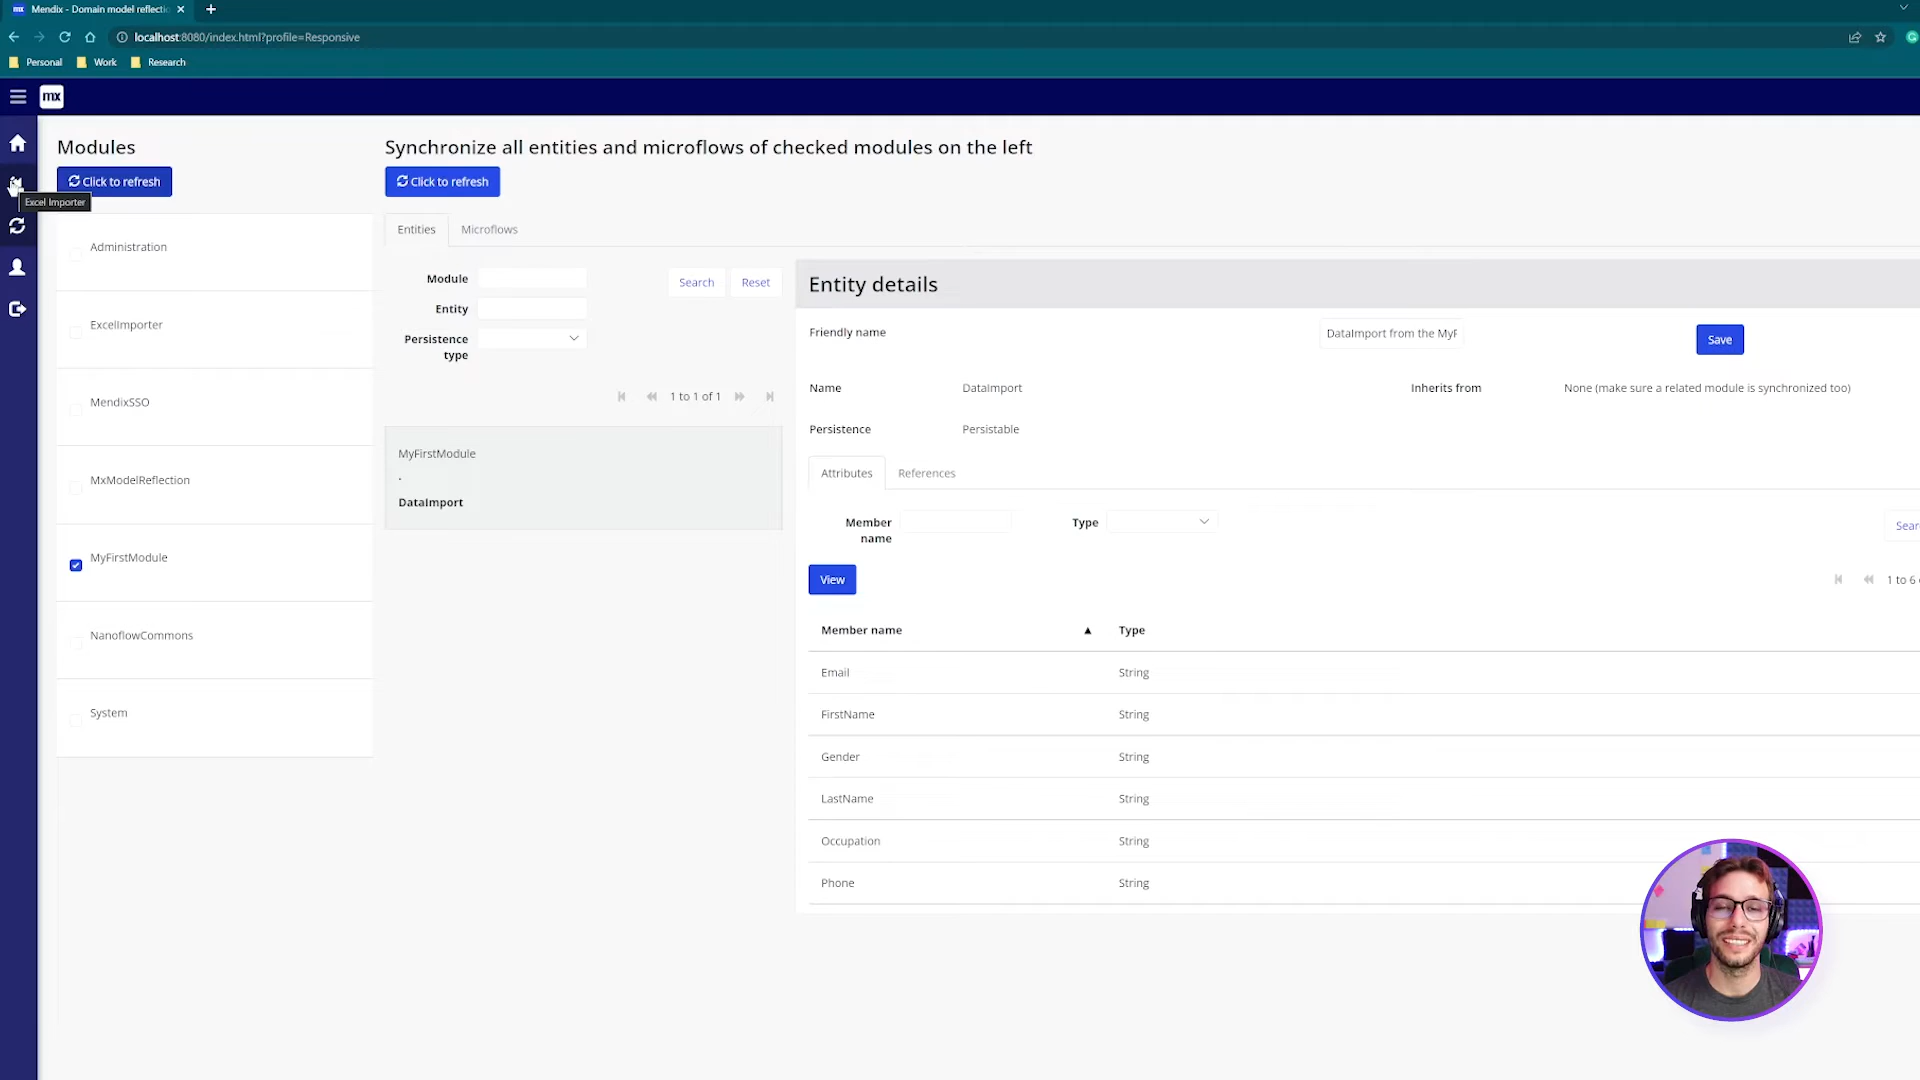 mx Mendix - Domain model reflectio
localhost:8080/index.html?profile=Responsive
Personal Work Research
mx
Modules
Click to refresh
Excel Importer
Administration
ExcelImporter
MendixSSO
MxModelReflection
MyFirstModule
NanoflowCommons
System
Synchronize all entities and microflows of checked modules on the left
Click to refresh
Entities Microflows
Module
Search Reset
Entity
Persistence
type
1 to 1 of 1
MyFirstModule
.
DataImport
Entity details
Friendly name DataImport from the MyF
Save
Name DataImport Inherits from None (make sure a related module is synchronized too)
Persistence Persistable
Attributes References
Member
name
Type
Sear
View
1 to 6
Member name ▲ Type
Email String
FirstName String
Gender String
LastName String
Occupation String
Phone String